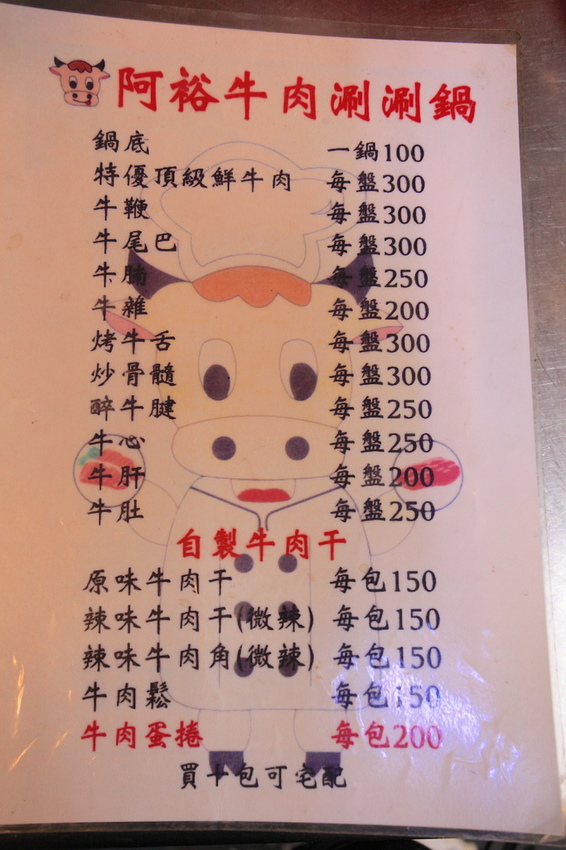 阿裕牛肉涮涮鍋
鍋底 一鍋100
特優頂級鮮牛肉 每盤300
牛鞭 每盤300
牛尾巴 每盤300
牛腩 每盤250
牛雜 每盤200
烤牛舌 每盤300
炒骨髓 每盤300
醉牛腱 每盤250
牛心 每盤250
牛肝 每盤200
牛肚 每盤250
自製牛肉干
原味牛肉干 每包150
辣味牛肉干(微辣) 每包150
辣味牛肉角(微辣) 每包150
牛肉鬆 每包150
牛肉蛋捲 每包200
買十包可宅配